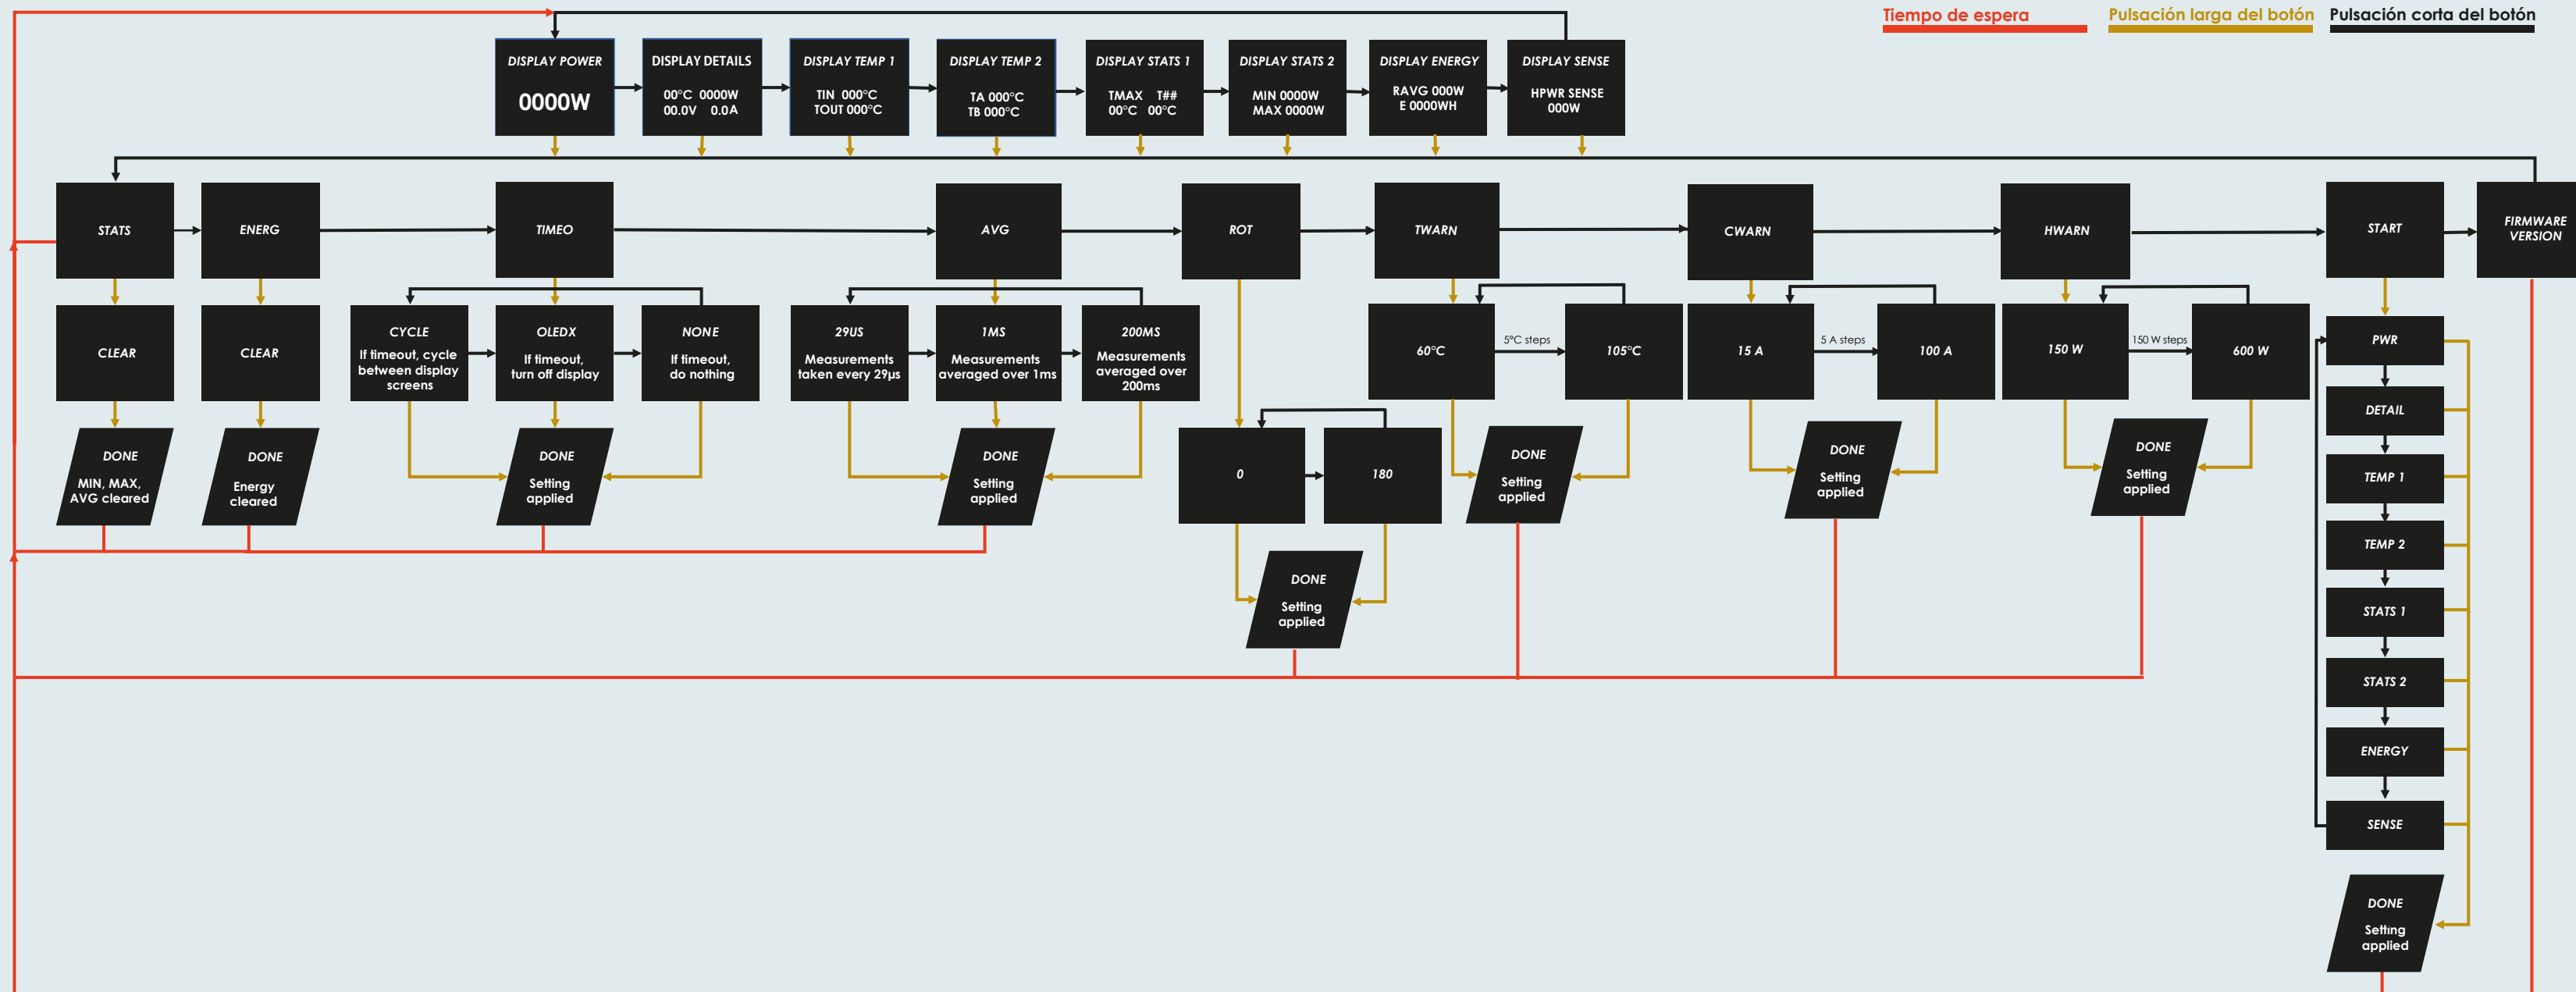 Tiempo de espera
Pulsación larga del botón
Pulsación corta del botón
DISPLAY POWER
0000W
DISPLAY DETAILS
00°C 0000W
00.0V 0.0A
DISPLAY TEMP 1
TIN 000°C
TOUT 000°C
DISPLAY TEMP 2
TA 000°C
TB 000°C
DISPLAY STATS 1
TMAX T##
00°C 00°C
DISPLAY STATS 2
MIN 0000W
MAX 0000W
DISPLAY ENERGY
RAVG 000W
E 0000WH
DISPLAY SENSE
HPWR SENSE
000W
STATS
ENERG
TIMEO
AVG
ROT
TWARN
CWARN
HWARN
START
FIRMWARE
VERSION
CLEAR
CLEAR
CYCLE
If timeout, cycle
between display
screens
OLEDX
If timeout,
turn off display
NONE
If timeout,
do nothing
29US
Measurements
taken every 29µs
1MS
Measurements
averaged over 1ms
200MS
Measurements
averaged over
200ms
60°C
5°C steps
105°C
15 A
5 A steps
100 A
150 W
150 W steps
600 W
PWR
DETAIL
TEMP 1
TEMP 2
STATS 1
STATS 2
ENERGY
SENSE
DONE
MIN, MAX,
AVG cleared
DONE
Energy
cleared
DONE
Setting
applied
DONE
Setting
applied
0
180
DONE
Setting
applied
DONE
Setting
applied
DONE
Setting
applied
DONE
Setting
applied
DONE
Setting
applied